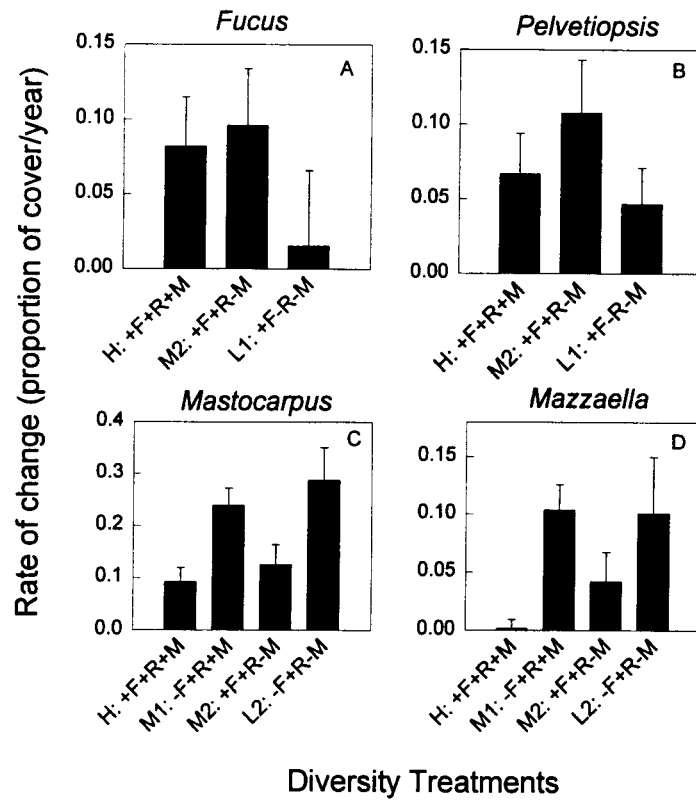 Fucus
Pelvetiopsis
A
B
0.15
0.10
0.05
0.00
0.15
0.10
0.05
0.00
H: +F+R+M
M2: +F+R-M
L1: +F-R-M
H: +F+R+M
M2: +F+R-M
L1: +F-R-M
Rate of change (proportion of cover/year)
Mastocarpus
Mazzaella
C
D
0.4
0.3
0.2
0.1
0.0
0.15
0.10
0.05
0.00
H: +F+R+M
M1: -F+R+M
M2: +F+R-M
L2: -F+R-M
H: +F+R+M
M1: -F+R+M
M2: +F+R-M
L2: -F+R-M
Diversity Treatments